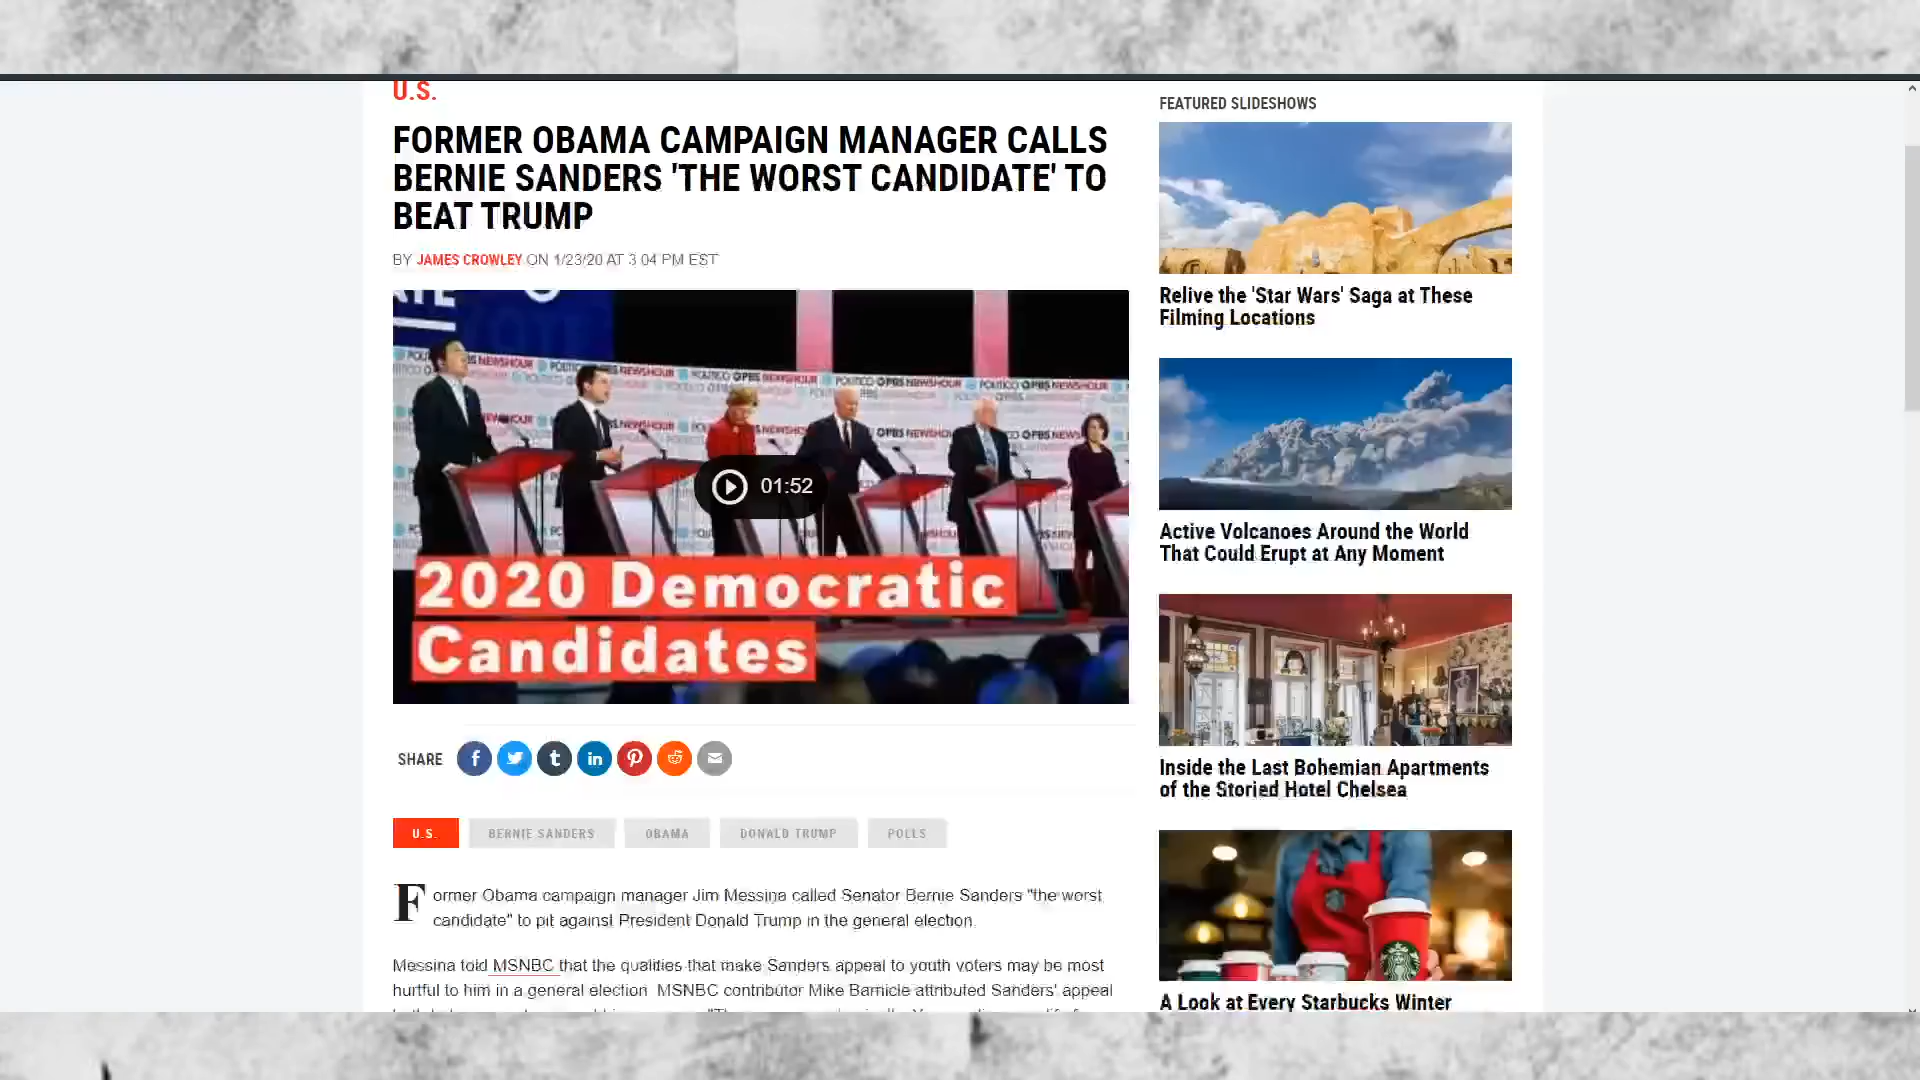 U.S.
FORMER OBAMA CAMPAIGN MANAGER CALLS
BERNIE SANDERS 'THE WORST CANDIDATE' TO
BEAT TRUMP
BY JAMES CROWLEY ON 1/23/20 AT 3:04 PM EST
01:52
2020 Democratic
Candidates
SHARE
U.S. BERNIE SANDERS OBAMA DONALD TRUMP POLLS
Former Obama campaign manager Jim Messina called Senator Bernie Sanders "the worst
candidate" to pit against President Donald Trump in the general election.
Messina told MSNBC that the qualities that make Sanders appeal to youth voters may be most
hurtful to him in a general election. MSNBC contributor Mike Barnicle attributed Sanders' appeal
FEATURED SLIDESHOWS
Relive the 'Star Wars' Saga at These
Filming Locations
Active Volcanoes Around the World
That Could Erupt at Any Moment
Inside the Last Bohemian Apartments
of the Storied Hotel Chelsea
A Look at Every Starbucks Winter